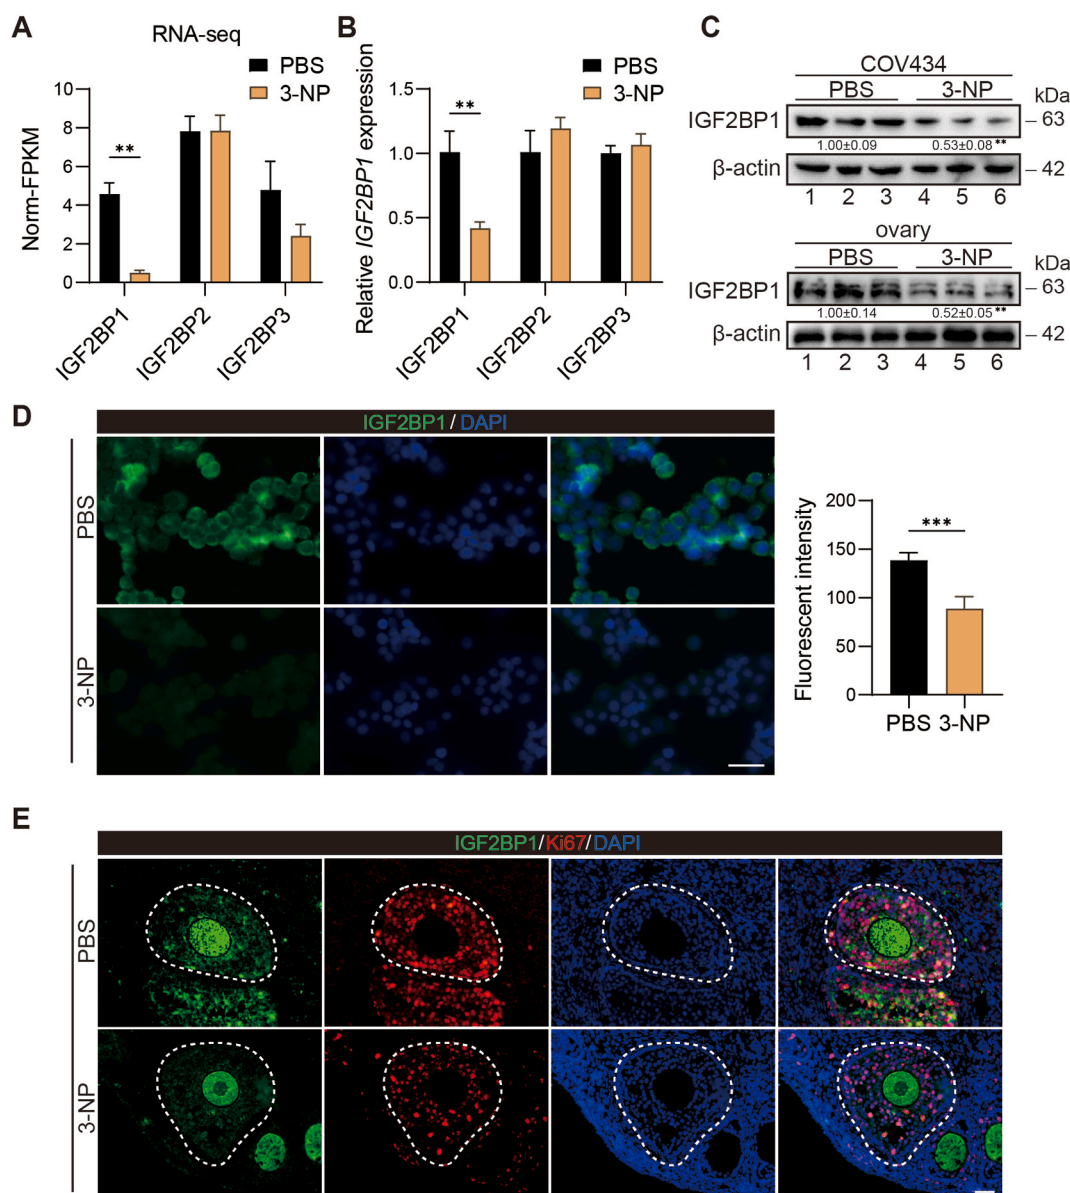 A
RNA-seq
PBS
3-NP
Norm-FPKM
10
8
6
4
2
0
**
IGF2BP1
IGF2BP2
IGF2BP3
B
PBS
3-NP
Relative IGF2BP1 expression
1.5
1.0
0.5
0.0
**
IGF2BP1
IGF2BP2
IGF2BP3
C
COV434
PBS 3-NP kDa
IGF2BP1 – 63
1.00±0.09 0.53±0.08 **
β-actin – 42
1 2 3 4 5 6
ovary
PBS 3-NP kDa
IGF2BP1 – 63
1.00±0.14 0.52±0.05 **
β-actin – 42
1 2 3 4 5 6
D
IGF2BP1 / DAPI
PBS
3-NP
Fluorescent intensity
200
150
100
50
0
***
PBS 3-NP
E
IGF2BP1/Ki67/DAPI
PBS
3-NP